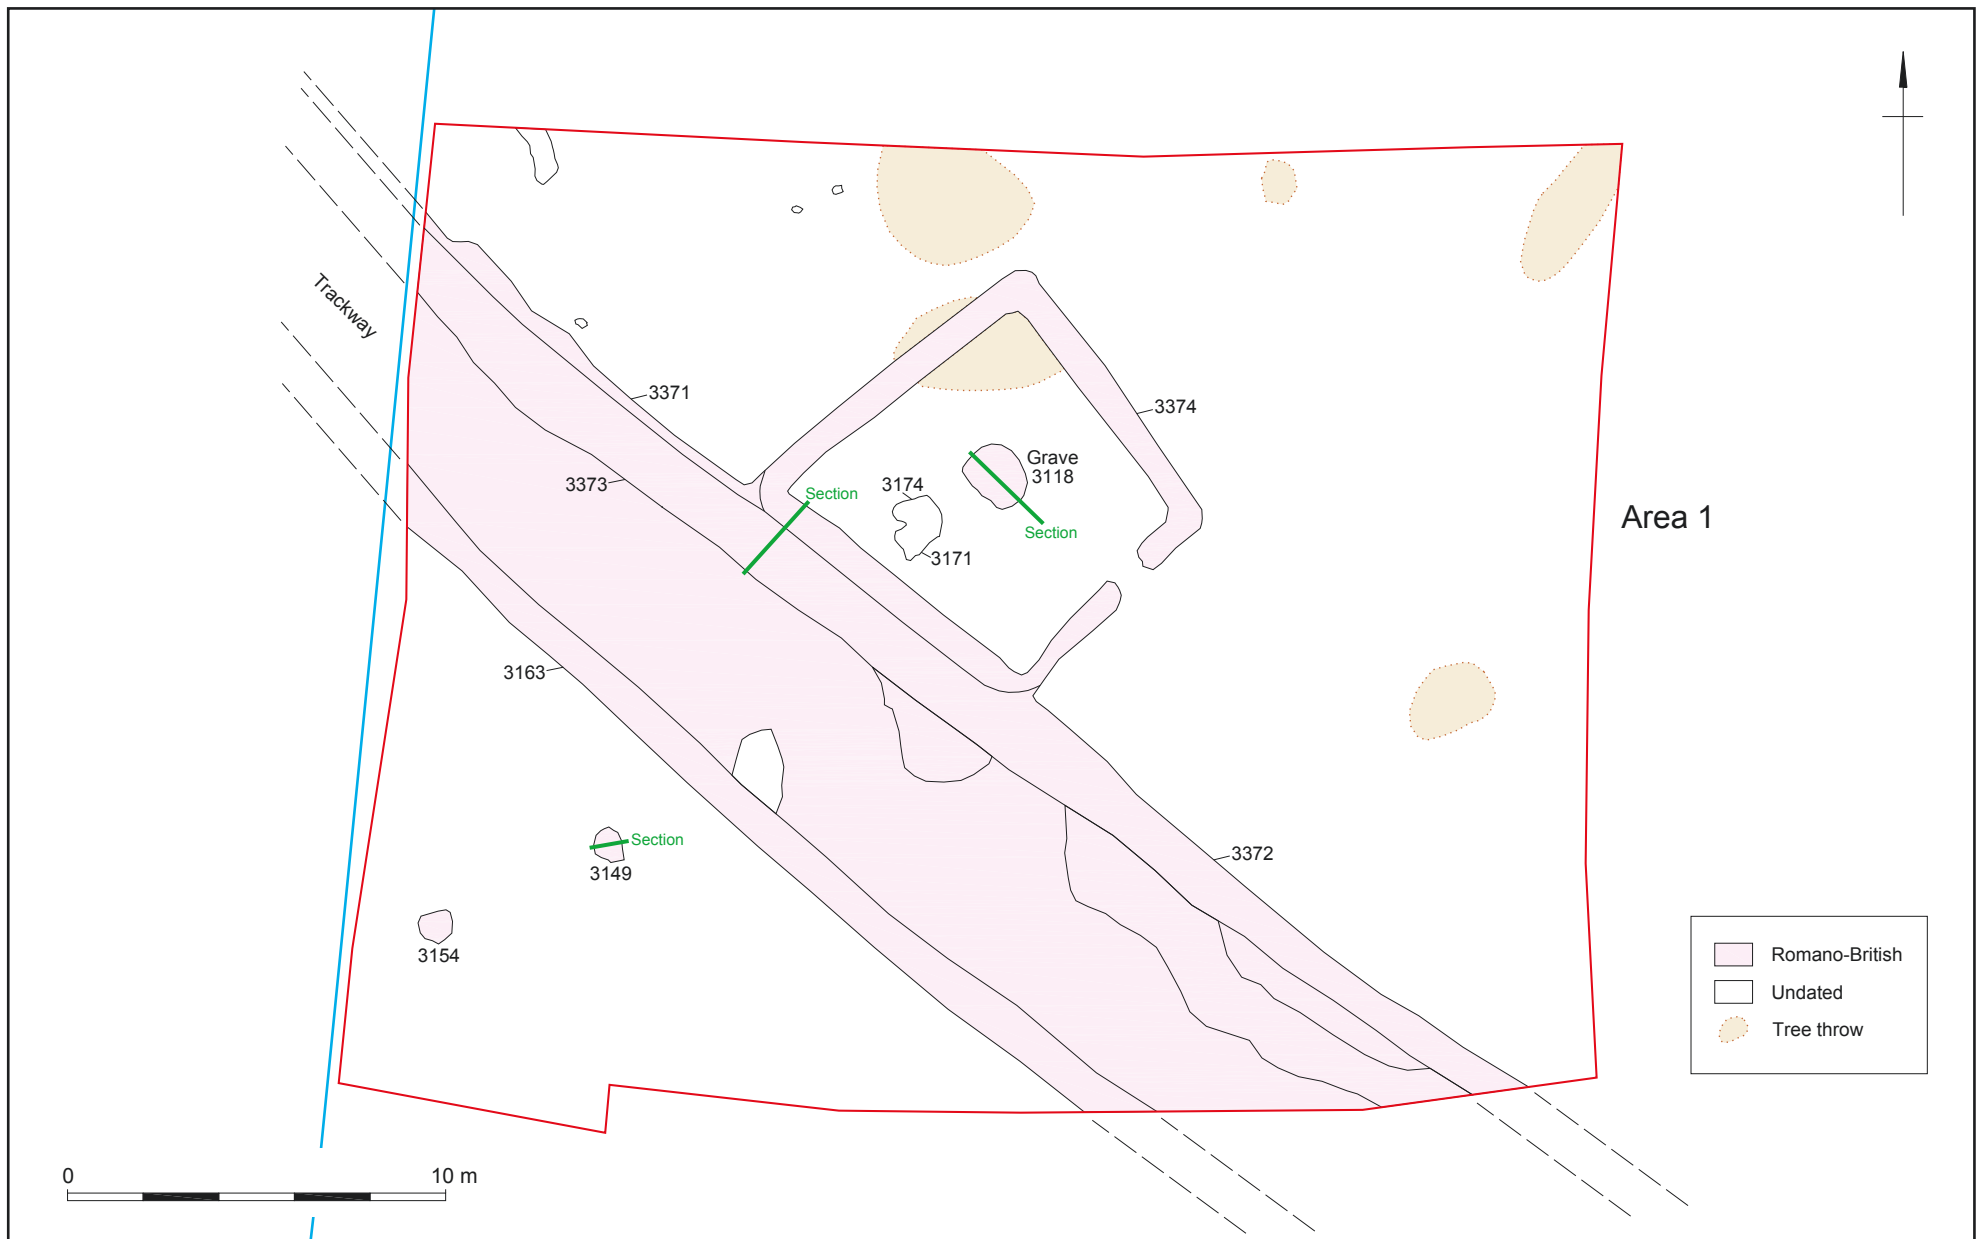 Trackway
3371
3374
Grave
3118
3373
3174
Section
Section
Area 1
3171
3163
Section
3149
3372
3154
Romano-British
Undated
Tree throw
0 10 m